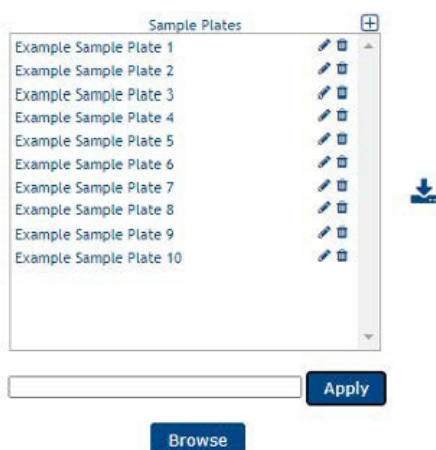 Sample Plates
Example Sample Plate 1
Example Sample Plate 2
Example Sample Plate 3
Example Sample Plate 4
Example Sample Plate 5
Example Sample Plate 6
Example Sample Plate 7
Example Sample Plate 8
Example Sample Plate 9
Example Sample Plate 10
Apply
Browse